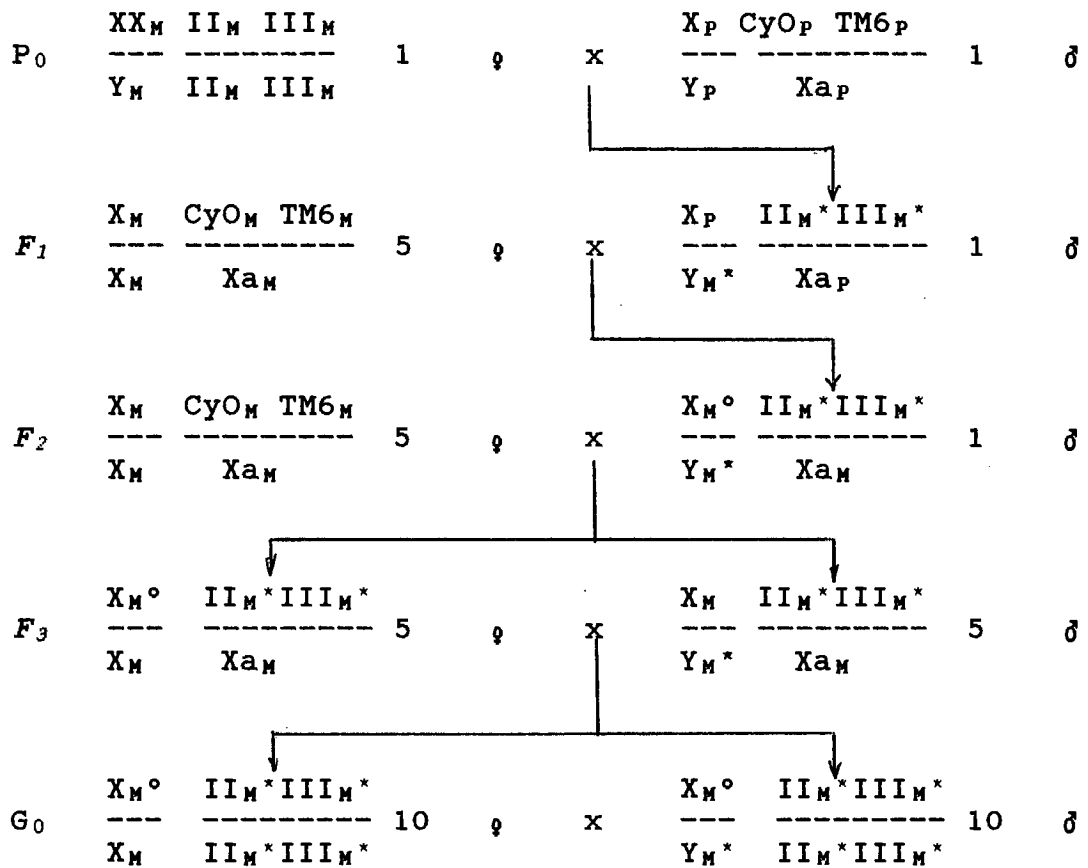 XXM IIM IIIM XP CyOP TM6P
P0 --- --------- 1 ♀ x --- --------- 1 ♂
YM IIM IIIM YP XaP
XM CyOM TM6M XP IIM*IIIM*
F1 --- --------- 5 ♀ x --- --------- 1 ♂
XM XaM YM* XaP
XM CyOM TM6M XM° IIM*IIIM*
F2 --- --------- 5 ♀ x --- --------- 1 ♂
XM XaM YM* XaM
XM° IIM*IIIM* XM IIM*IIIM*
F3 --- --------- 5 ♀ x --- --------- 5 ♂
XM XaM YM* XaM
XM° IIM*IIIM* XM° IIM*IIIM*
G0 --- --------- 10 ♀ x --- --------- 10 ♂
XM IIM*IIIM* YM* IIM*IIIM*